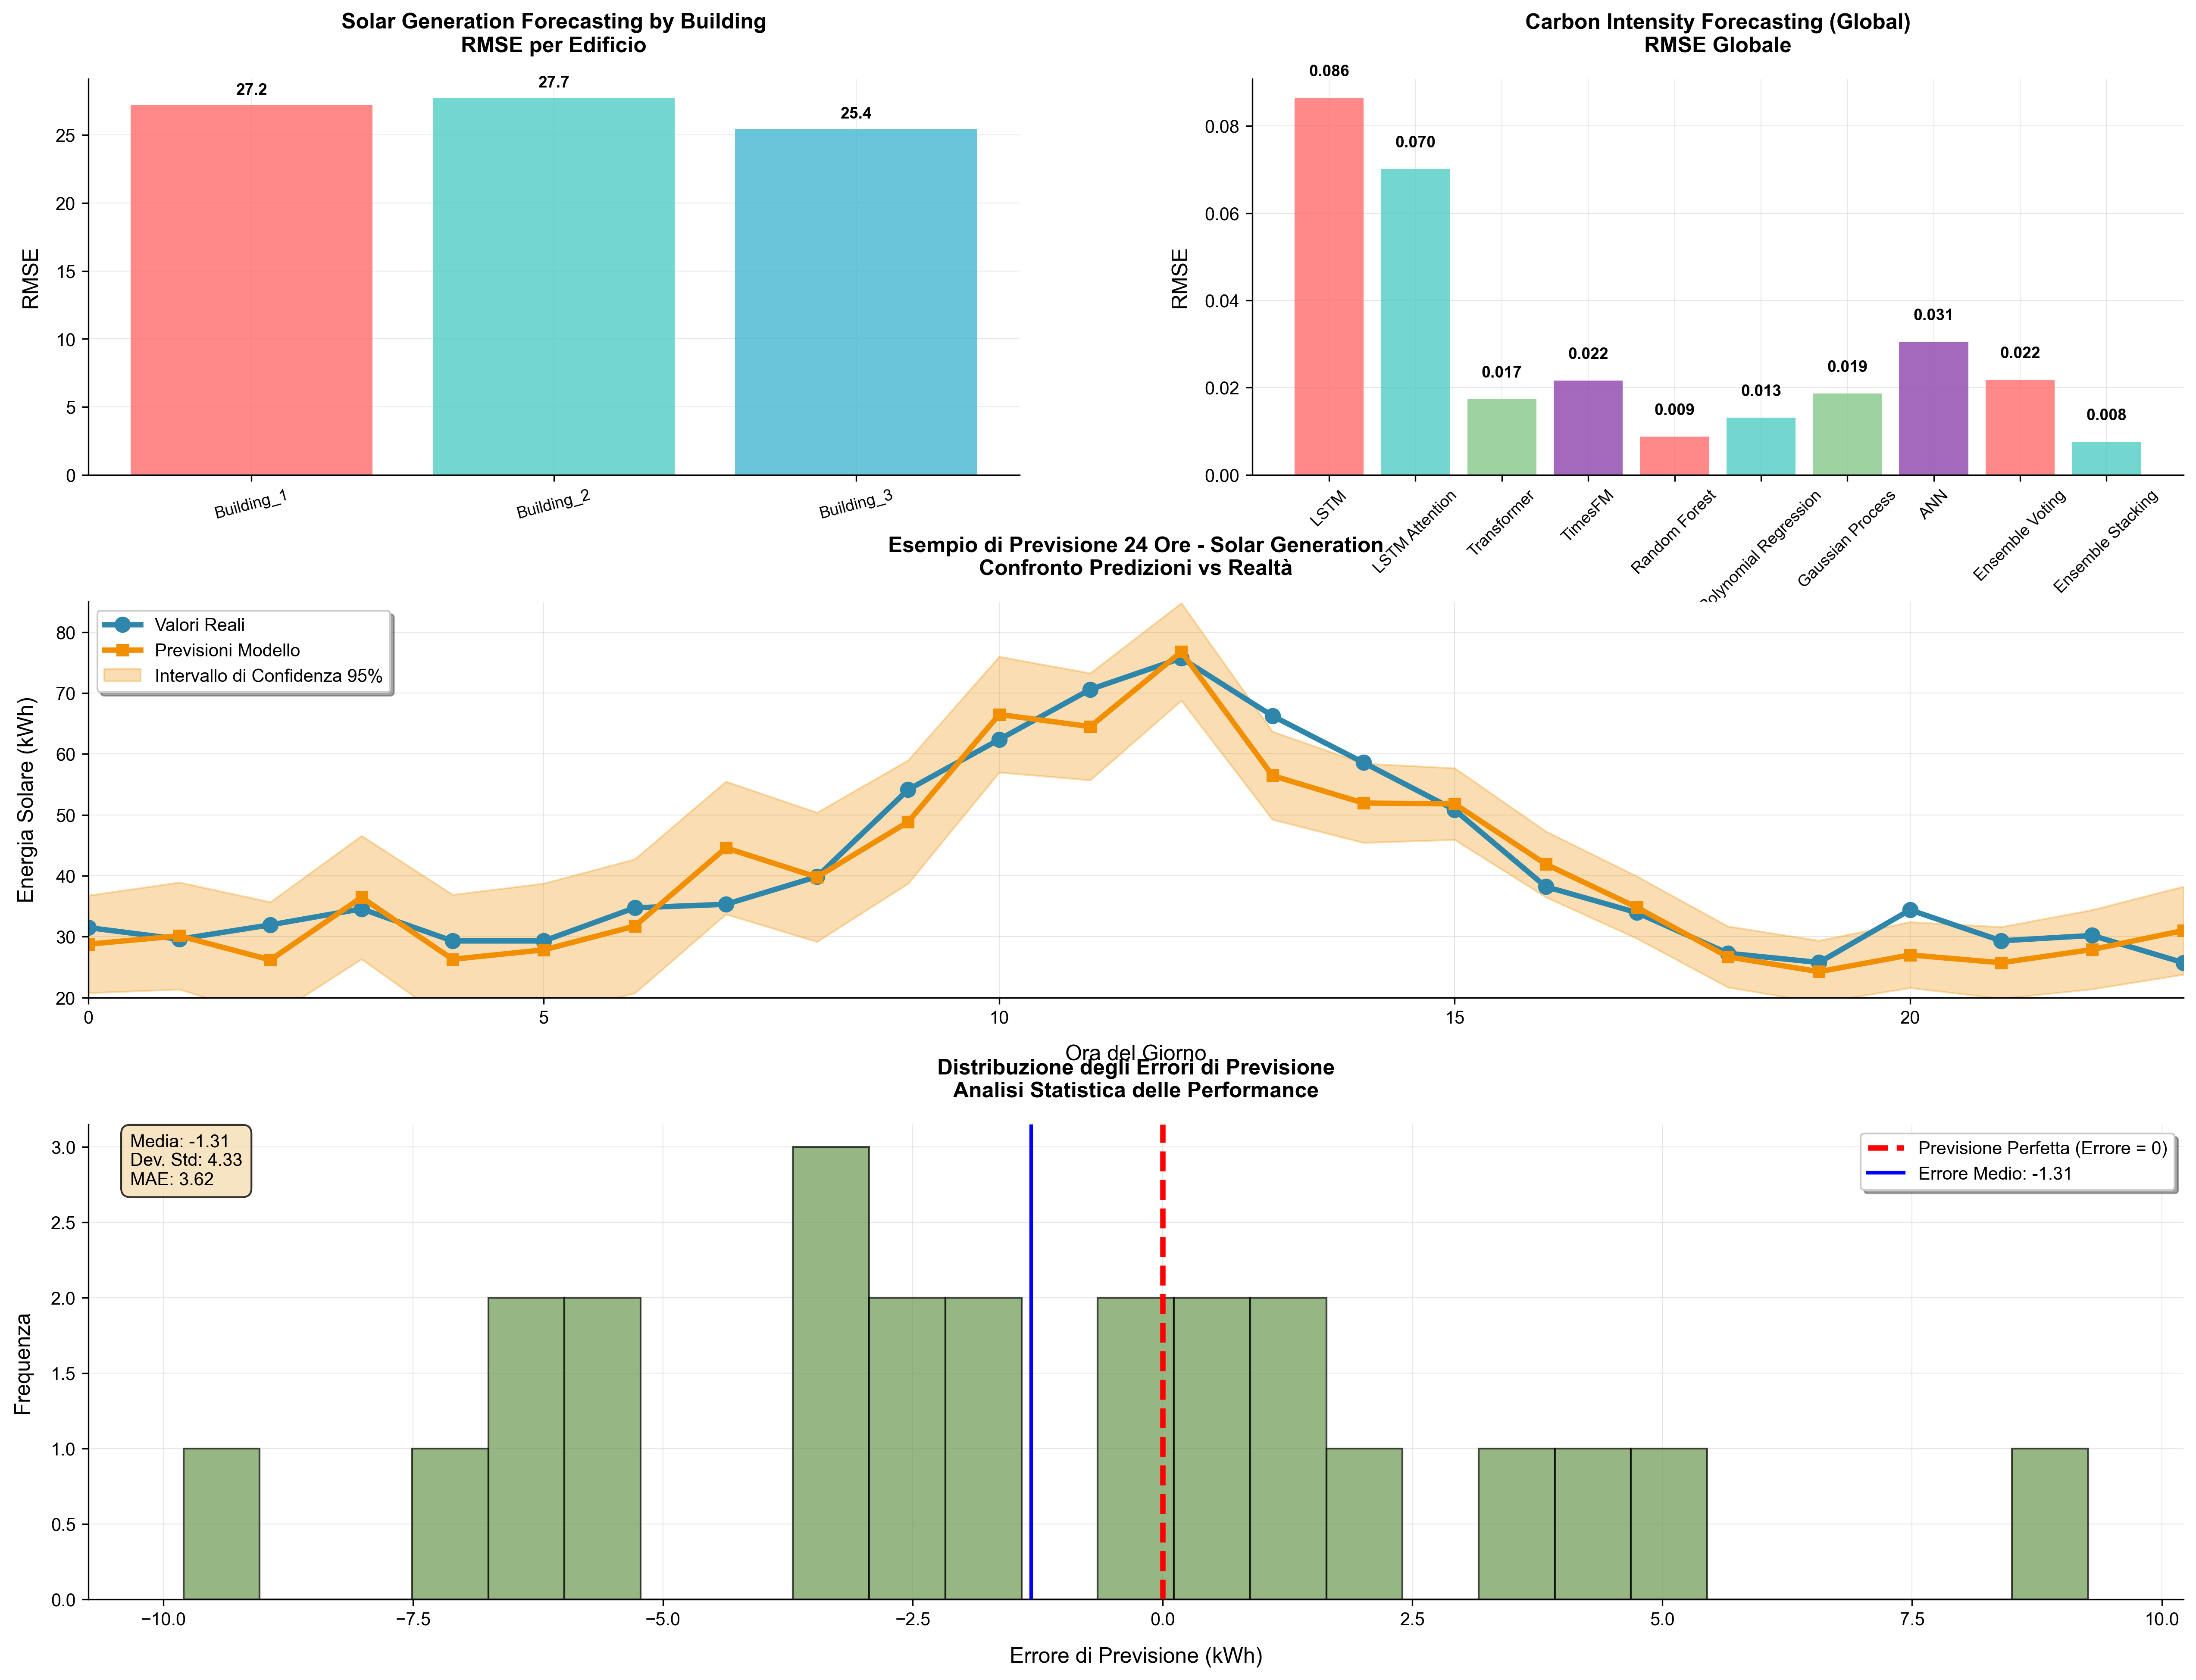 Solar Generation Forecasting by Building
RMSE per Edificio
27.2
27.7
25.4
25
20
15
10
5
0
RMSE
Building_1
Building_2
Building_3
Carbon Intensity Forecasting (Global)
RMSE Globale
0.086
0.070
0.017
0.022
0.009
0.013
0.019
0.031
0.022
0.008
0.08
0.06
0.04
0.02
0.00
RMSE
LSTM
LSTM Attention
Transformer
TimesFM
Random Forest
Polynomial Regression
Gaussian Process
ANN
Ensemble Voting
Ensemble Stacking
Esempio di Previsione 24 Ore - Solar Generation
Confronto Predizioni vs Realtà
Valori Reali
Previsioni Modello
Intervallo di Confidenza 95%
80
70
60
50
40
30
20
Energia Solare (kWh)
0
5
10
15
20
Ora del Giorno
Distribuzione degli Errori di Previsione
Analisi Statistica delle Performance
Media: -1.31
Dev. Std: 4.33
MAE: 3.62
Previsione Perfetta (Errore = 0)
Errore Medio: -1.31
3.0
2.5
2.0
1.5
1.0
0.5
0.0
Frequenza
−10.0
−7.5
−5.0
−2.5
0.0
2.5
5.0
7.5
10.0
Errore di Previsione (kWh)